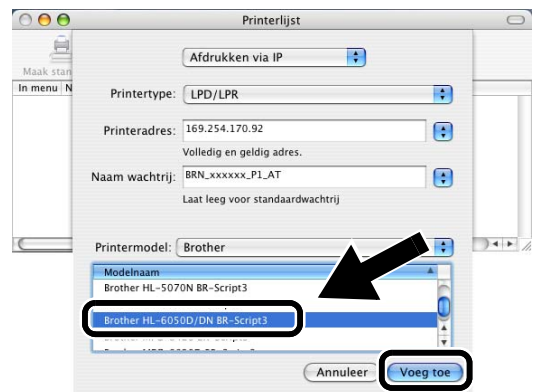 Printerlijst
Afdrukken via IP
Maak stan
In menu N
Printertype: LPD/LPR
Printeradres: 169.254.170.92
Volledig en geldig adres.
Naam wachtrij: BRN_xxxxxx_P1_AT
Laat leeg voor standaardwachtrij
Printermodel: Brother
Modelnaam
Brother HL-5070N BR-Script3
Brother HL-6050D/DN BR-Script3
Annuleer Voeg toe